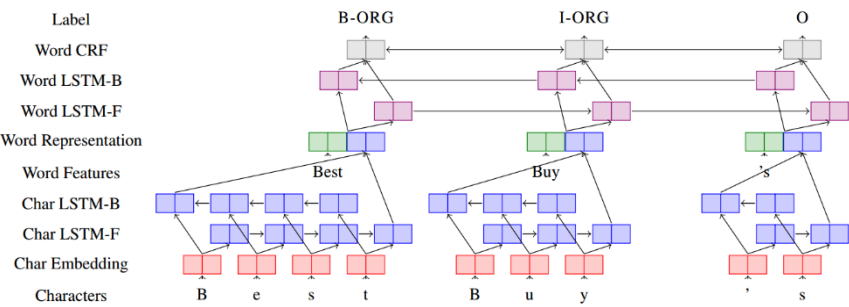 Label B-ORG I-ORG O
Word CRF
Word LSTM-B
Word LSTM-F
Word Representation
Word Features Best Buy 's
Char LSTM-B
Char LSTM-F
Char Embedding
Characters B e s t B u y ' s